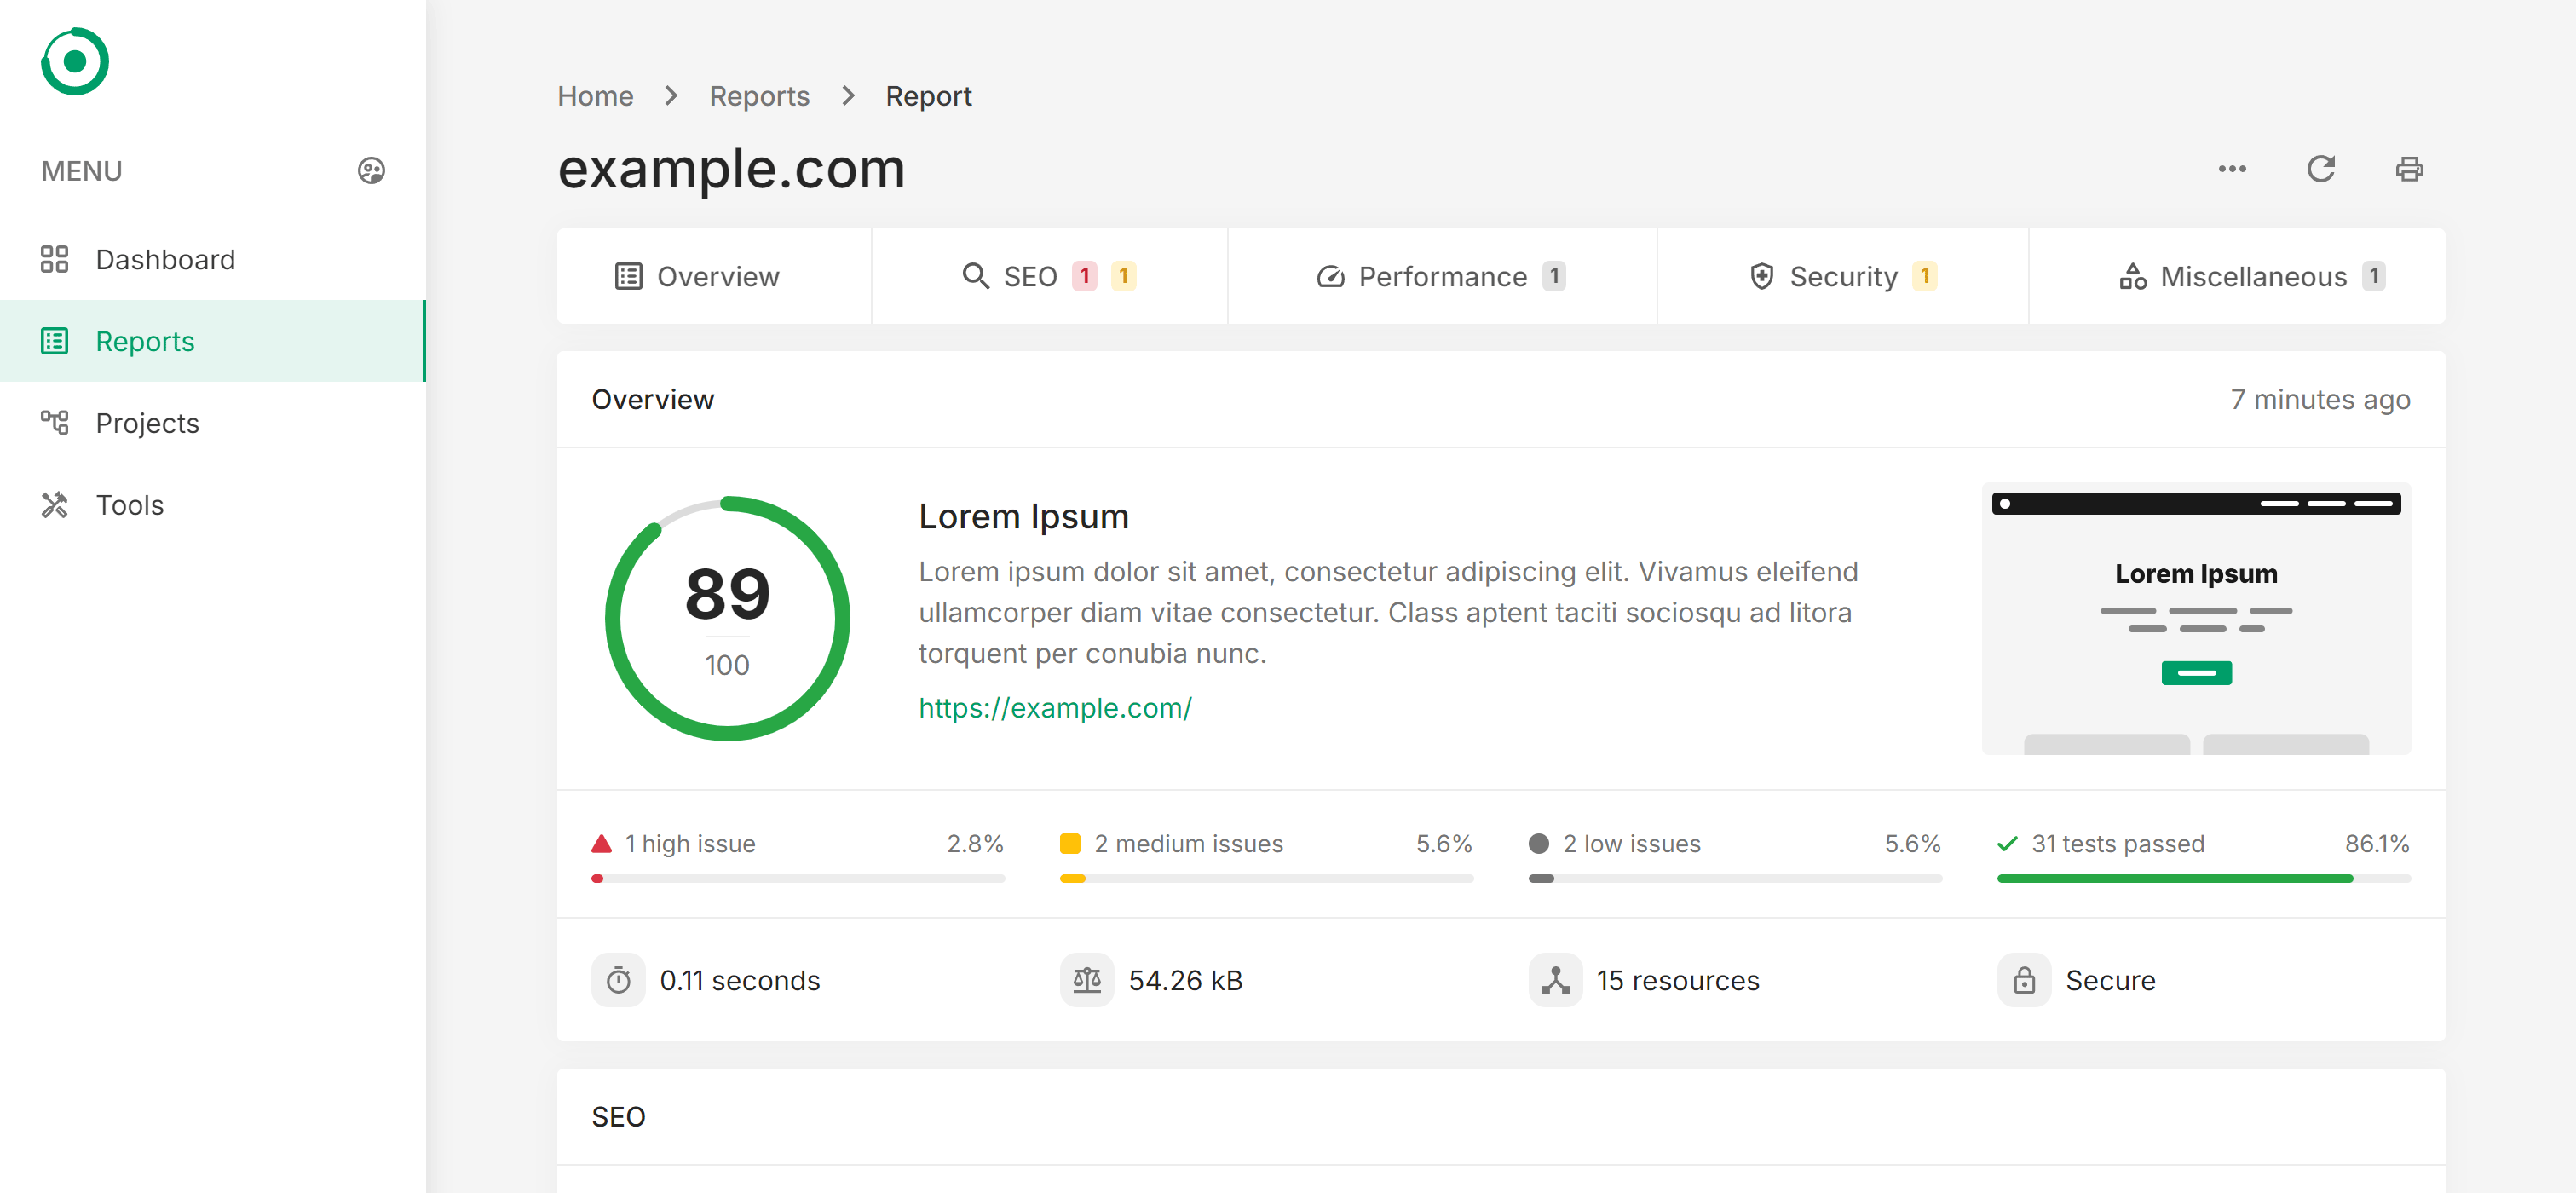 MENU
Dashboard
Reports
Projects
Tools
Home Reports Report
example.com
Overview
SEO 1 1
Performance 1
Security 1
Miscellaneous 1
Overview
7 minutes ago
89
100
Lorem Ipsum
Lorem ipsum dolor sit amet, consectetur adipiscing elit. Vivamus eleifend
ullamcorper diam vitae consectetur. Class aptent taciti sociosqu ad litora
torquent per conubia nunc.
https://example.com/
Lorem Ipsum
1 high issue 2.8%
2 medium issues 5.6%
2 low issues 5.6%
31 tests passed 86.1%
0.11 seconds
54.26 kB
15 resources
Secure
SEO